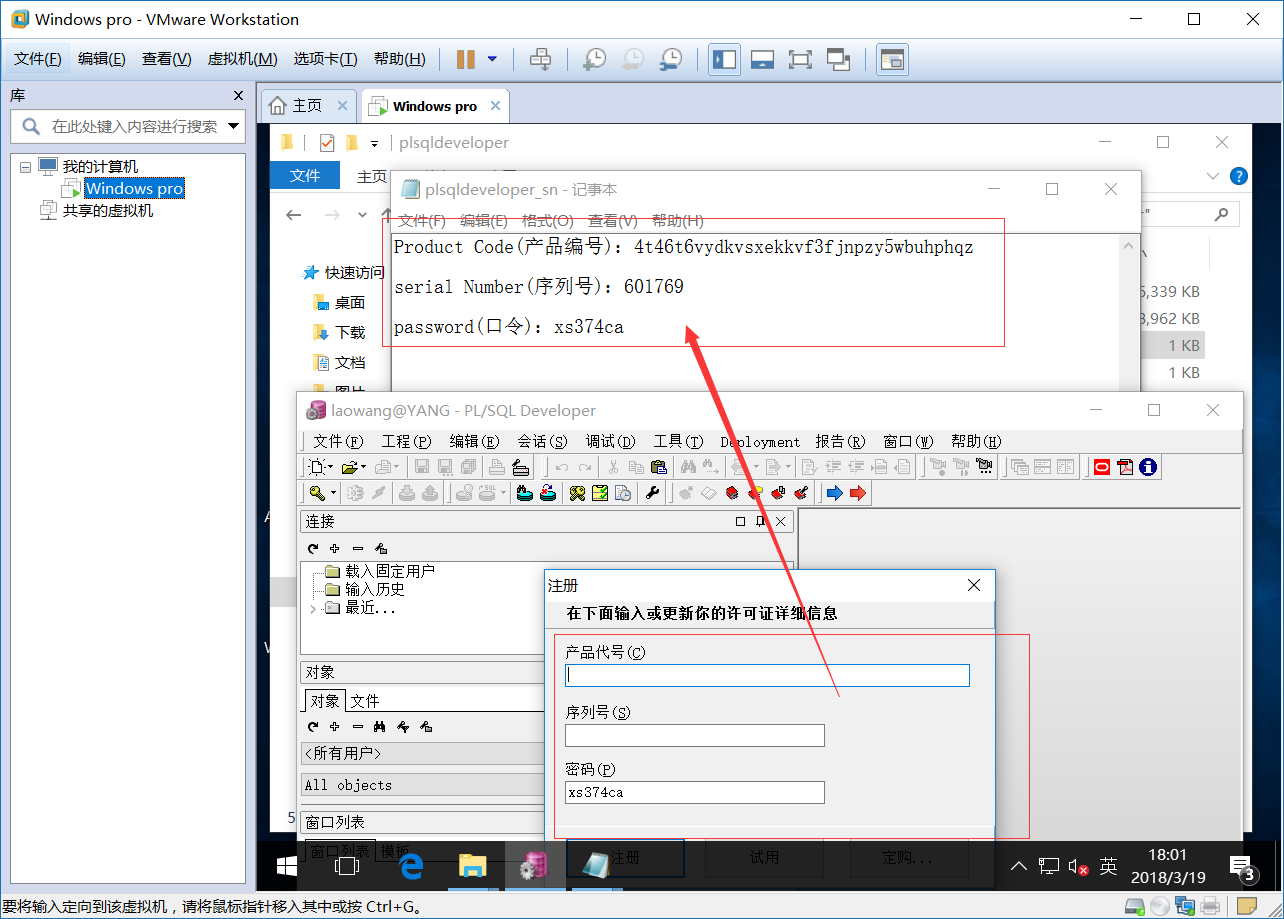 Windows pro - VMware Workstation
文件(F) 编辑(E) 查看(V) 虚拟机(M) 选项卡(T) 帮助(H)
库
主页
Windows pro
在此处键入内容进行搜索
plsqldeveloper
我的计算机
Windows pro
共享的虚拟机
文件
主页
plsqldeveloper_sn - 记事本
文件(F) 编辑(E) 格式(O) 查看(V) 帮助(H)
Product Code(产品编号): 4t46t6vydkvsxekkvf3fjnpzy5wbuhphqz
serial Number(序列号): 601769
password(口令): xs374ca
快速访问
桌面
下载
文档
图片
,339 KB
,962 KB
1 KB
1 KB
laowang@YANG - PL/SQL Developer
文件(F) 工程(P) 编辑(E) 会话(S) 调试(D) 工具(T) Deployment 报告(R) 窗口(W) 帮助(H)
SQL
连接
载入固定用户
输入历史
最近...
对象
对象 文件
<所有用户>
All objects
窗口列表
窗口列表 模板
注册
在下面输入或更新你的许可证详细信息
产品代号(C)
序列号(S)
密码(P)
xs374ca
注册 试用 定购...
5
英
18:01
2018/3/19
3
要将输入定向到该虚拟机，请将鼠标指针移入其中或按 Ctrl+G。